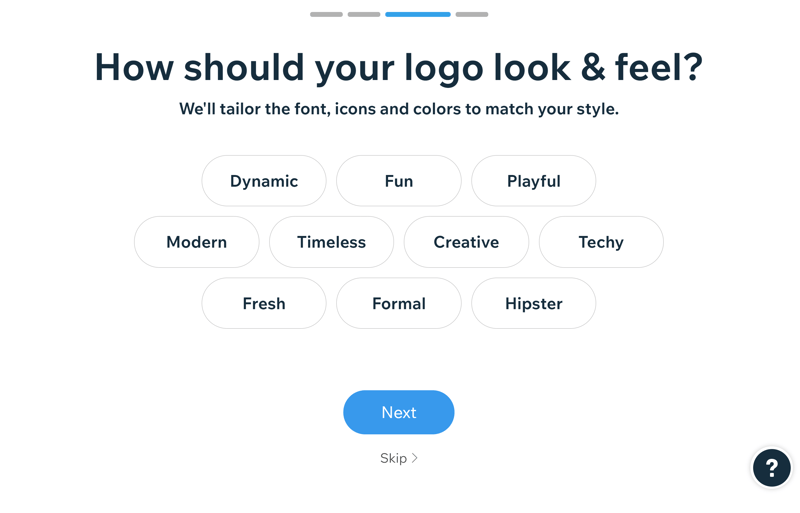 How should your logo look & feel?
We'll tailor the font, icons and colors to match your style.
Dynamic Fun Playful
Modern Timeless Creative Techy
Fresh Formal Hipster
Next
Skip >
?